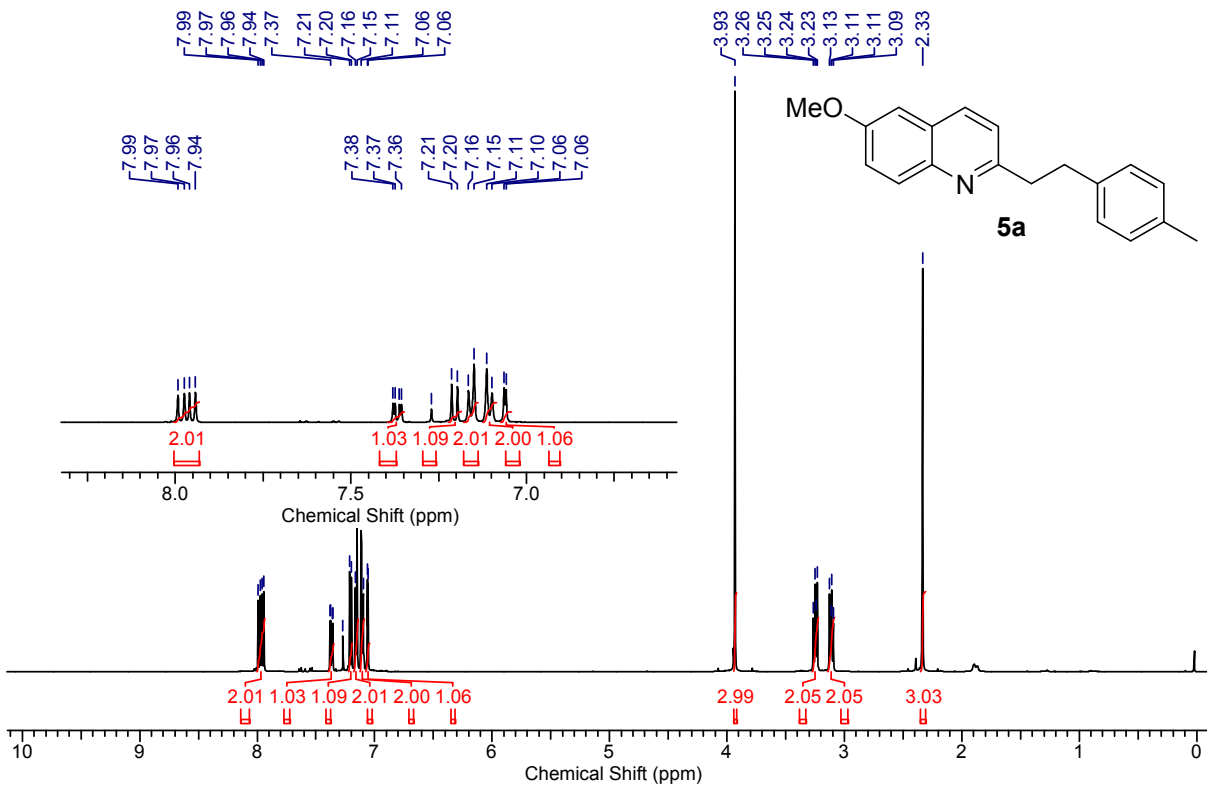 7.99 7.97 7.96 7.94 7.37 7.21 7.20 7.16 7.15 7.11 7.06 7.06 3.93 3.26 3.25 3.24 3.23 3.13 3.11 3.11 3.09 2.33
MeO
N
5a
7.99 7.97 7.96 7.94 7.38 7.37 7.36 7.21 7.20 7.16 7.15 7.11 7.10 7.06 7.06
2.01 1.03 1.09 2.01 2.00 1.06
8.0 7.5 7.0
Chemical Shift (ppm)
2.01 1.03 1.09 2.01 2.00 1.06 2.99 2.05 2.05 3.03
10 9 8 7 6 5 4 3 2 1 0
Chemical Shift (ppm)